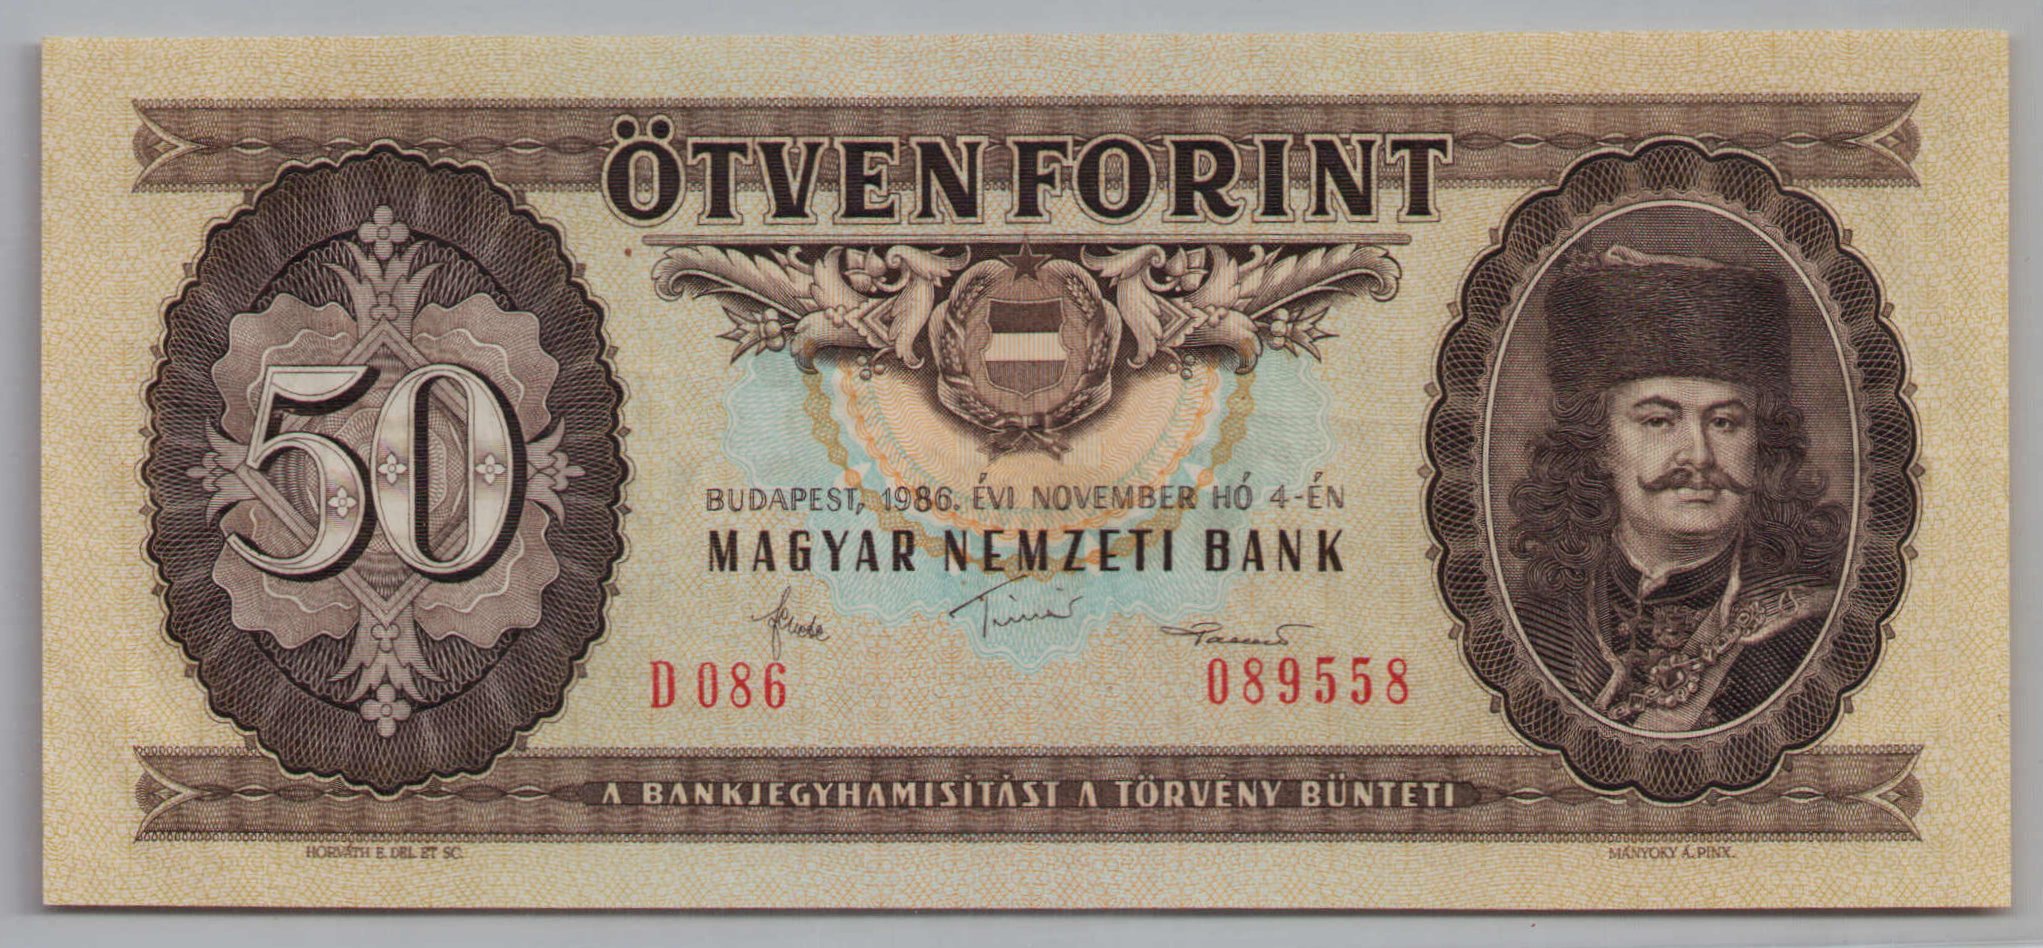 ÖTVEN FORINT
50
BUDAPEST, 1986. ÉVI NOVEMBER HÓ 4-ÉN
MAGYAR NEMZETI BANK
D 086
089558
A BANKJEGYHAMISÍTÁST A TÖRVÉNY BÜNTETI
HORVÁTH E. DEL. ET SC.
MÁNYOKY Á. PINX.